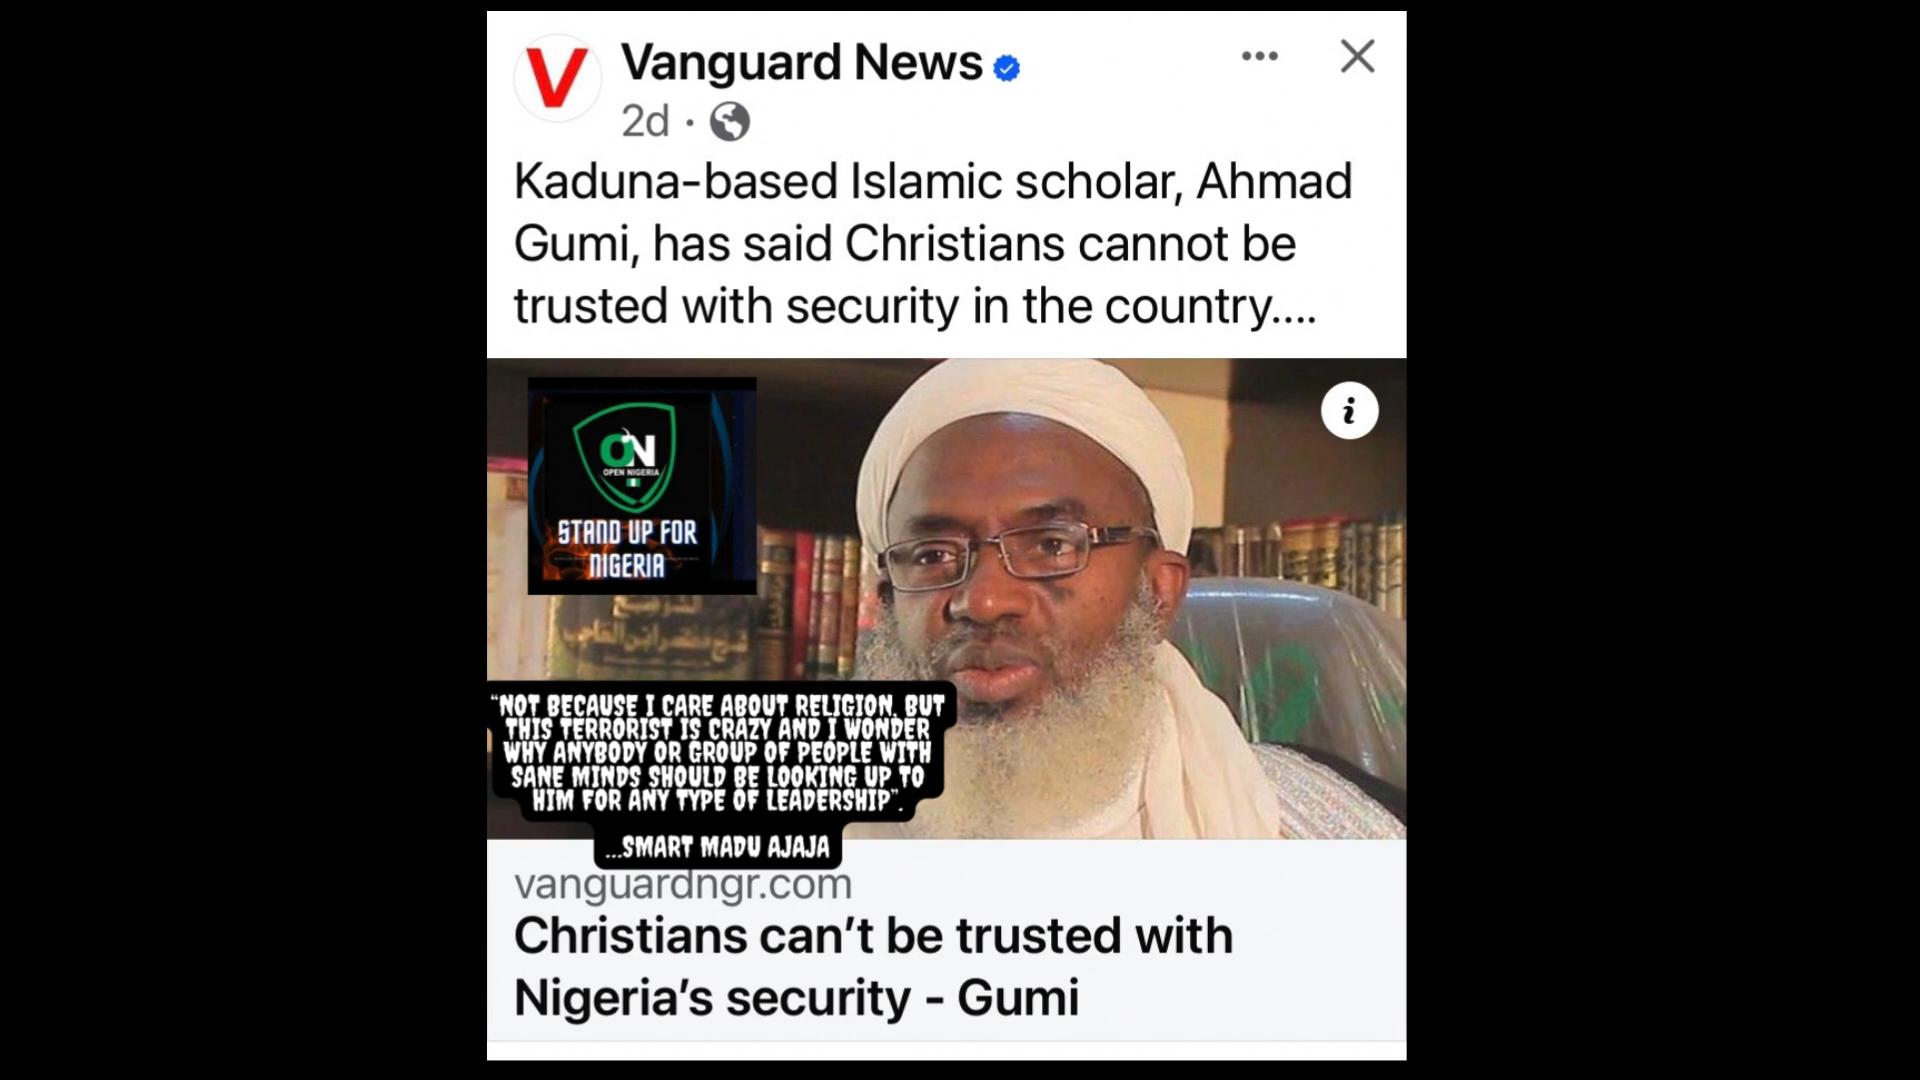 Vanguard News
2d ·
Kaduna-based Islamic scholar, Ahmad
Gumi, has said Christians cannot be
trusted with security in the country....
ON
OPEN NIGERIA
STAND UP FOR
NIGERIA
“NOT BECAUSE I CARE ABOUT RELIGION, BUT
THIS TERRORIST IS CRAZY AND I WONDER
WHY ANYBODY OR GROUP OF PEOPLE WITH
SANE MINDS SHOULD BE LOOKING UP TO
HIM FOR ANY TYPE OF LEADERSHIP”.
...SMART MADU AJAJA
vanguardngr.com
Christians can’t be trusted with
Nigeria’s security - Gumi